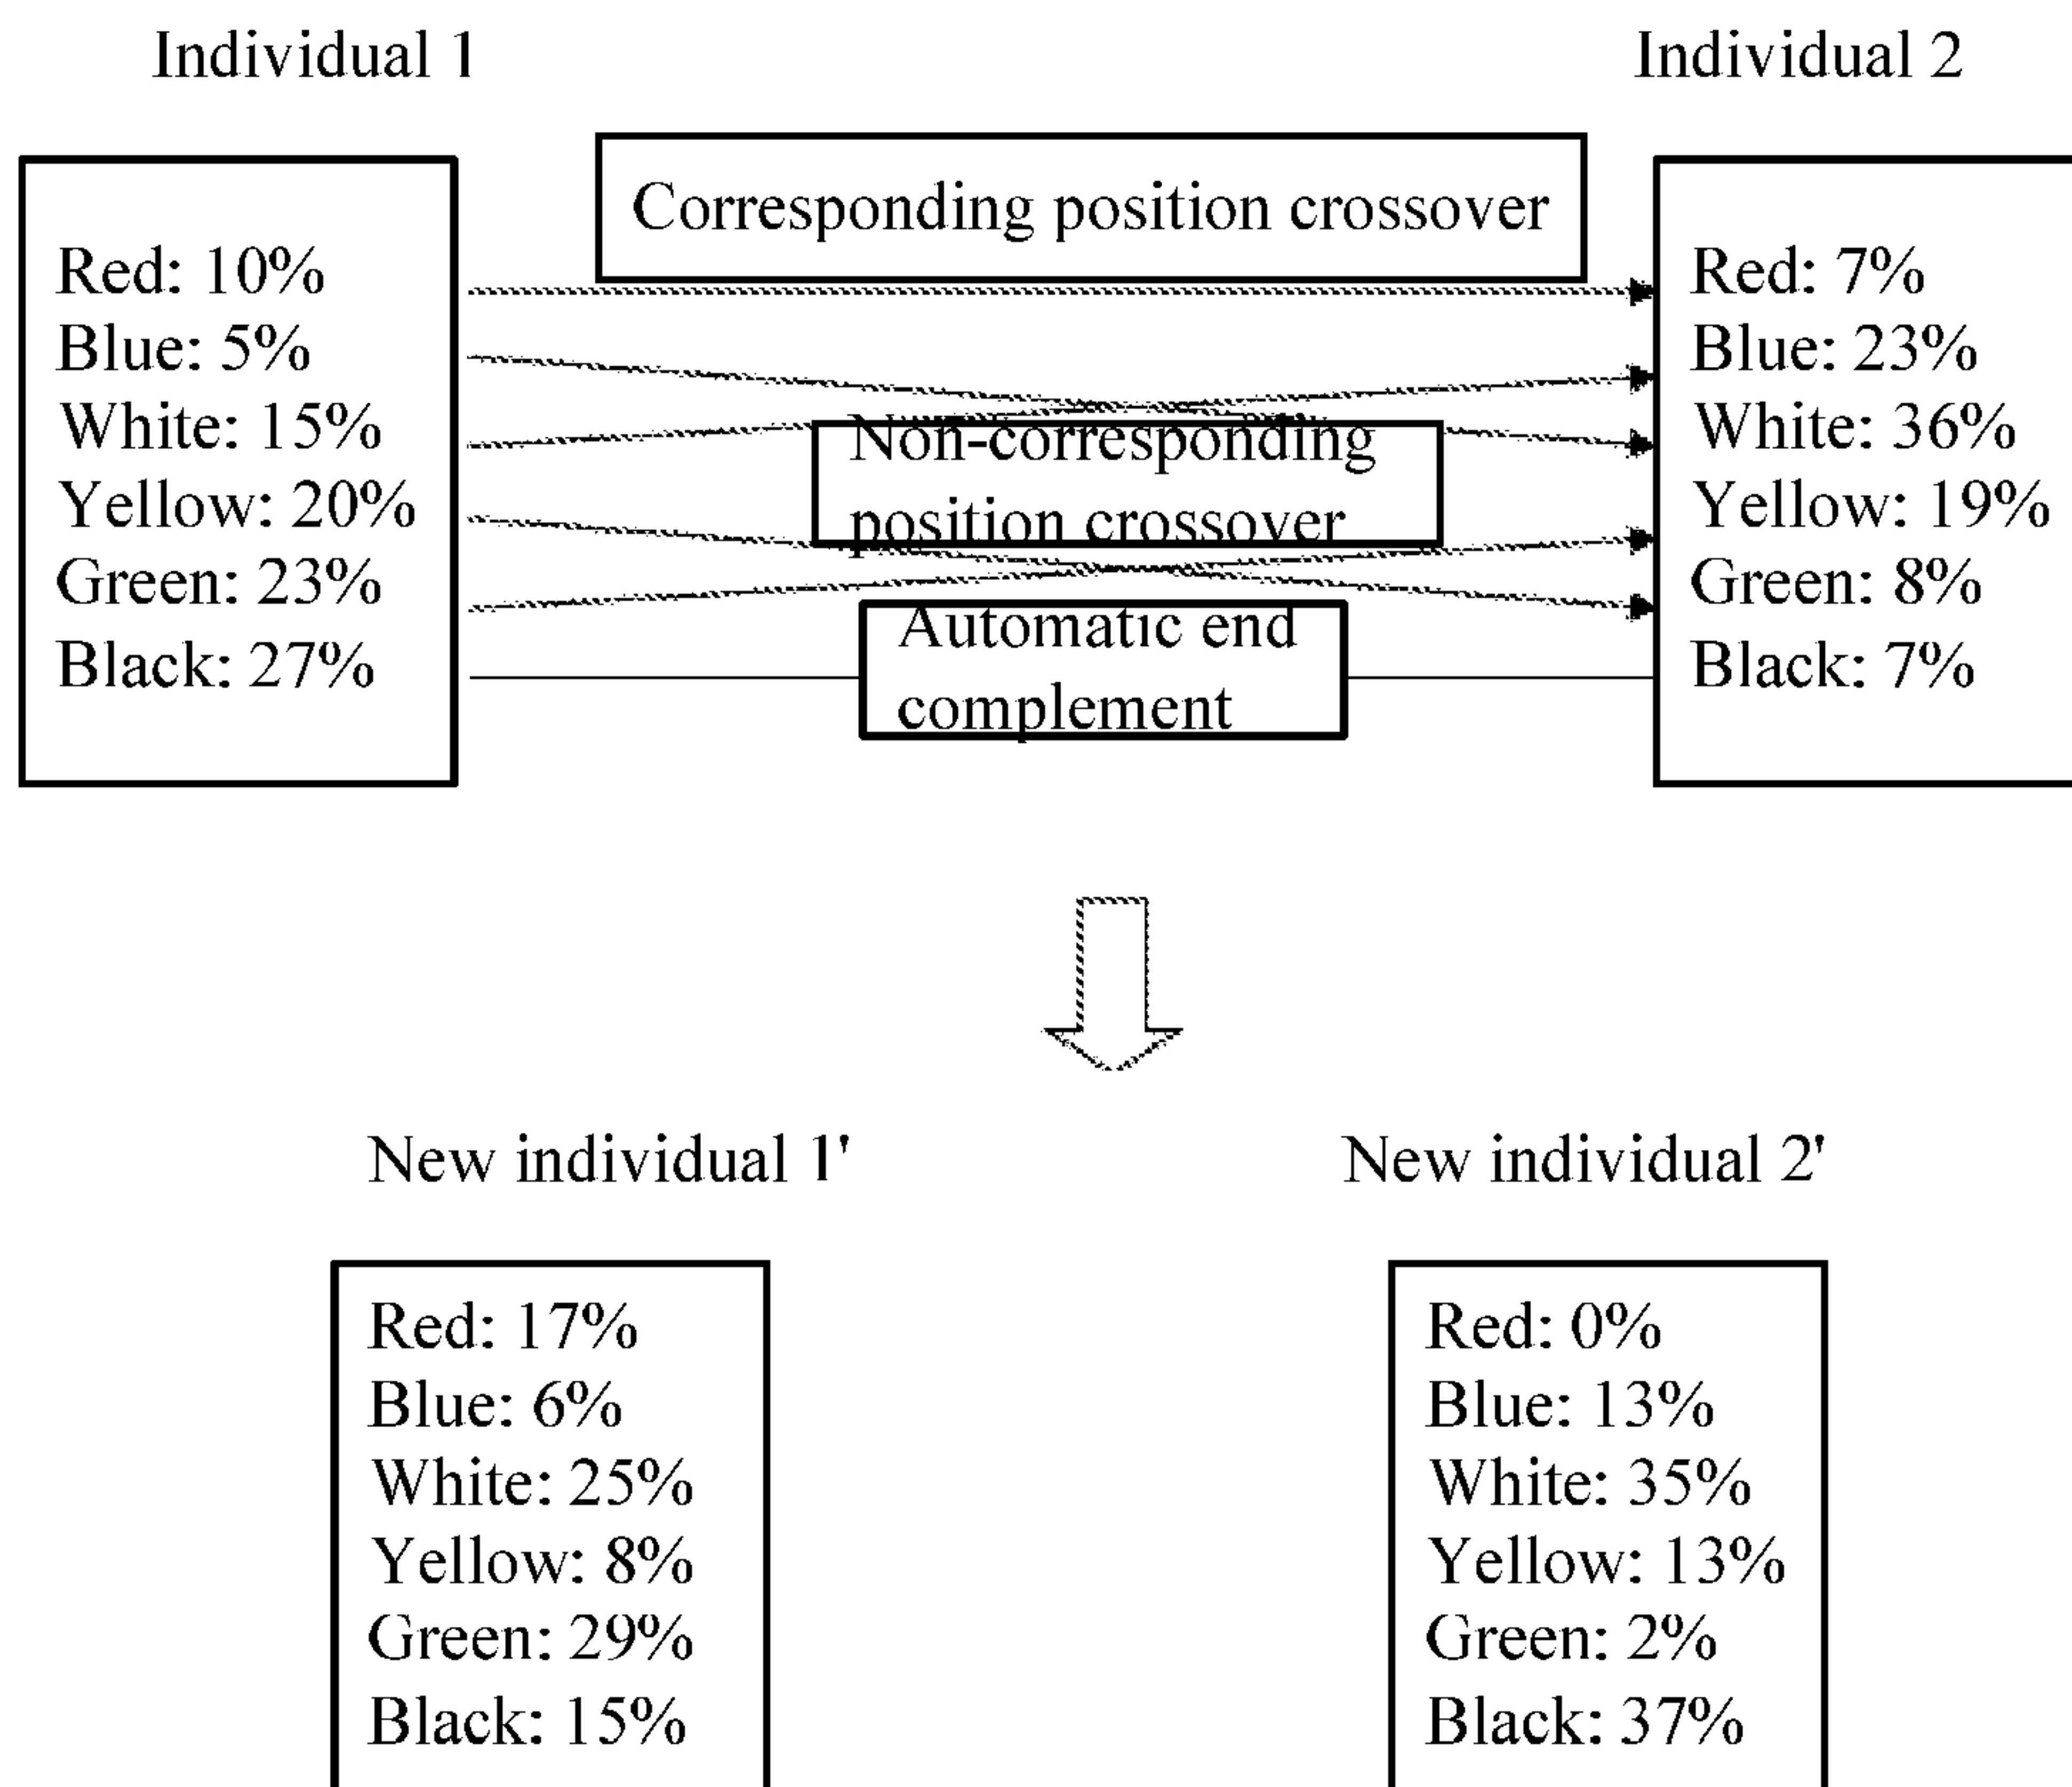 Individual 1
Individual 2
Corresponding position crossover
Red: 10%
Blue: 5%
White: 15%
Yellow: 20%
Green: 23%
Black: 27%
Non-corresponding
position crossover
Automatic end
complement
Red: 7%
Blue: 23%
White: 36%
Yellow: 19%
Green: 8%
Black: 7%
New individual 1'
New individual 2'
Red: 17%
Blue: 6%
White: 25%
Yellow: 8%
Green: 29%
Black: 15%
Red: 0%
Blue: 13%
White: 35%
Yellow: 13%
Green: 2%
Black: 37%